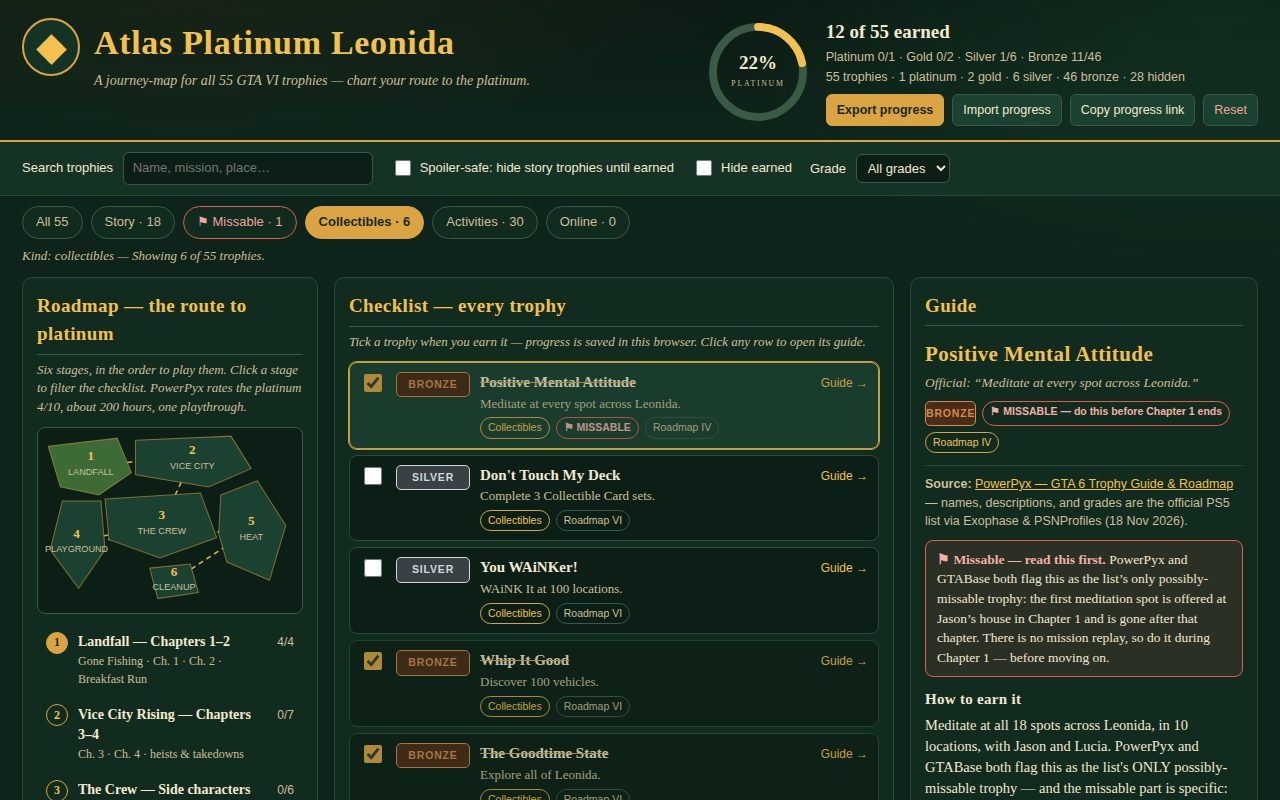 Atlas Platinum Leonida
A journey-map for all 55 GTA VI trophies — chart your route to the platinum.
22%
PLATINUM
12 of 55 earned
Platinum 0/1 · Gold 0/2 · Silver 1/6 · Bronze 11/46
55 trophies · 1 platinum · 2 gold · 6 silver · 46 bronze · 28 hidden
Export progress
Import progress
Copy progress link
Reset
Search trophies
Name, mission, place…
Spoiler-safe: hide story trophies until earned
Hide earned
Grade
All grades
All 55
Story · 18
⚑ Missable · 1
Collectibles · 6
Activities · 30
Online · 0
Kind: collectibles — Showing 6 of 55 trophies.
Roadmap — the route to
platinum
Six stages, in the order to play them. Click a stage
to filter the checklist. PowerPyx rates the platinum
4/10, about 200 hours, one playthrough.
1
LANDFALL
2
VICE CITY
3
THE CREW
4
PLAYGROUND
5
HEAT
6
CLEANUP
1
Landfall — Chapters 1–2
4/4
Gone Fishing · Ch. 1 · Ch. 2 ·
Breakfast Run
2
Vice City Rising — Chapters
3–4
0/7
Ch. 3 · Ch. 4 · heists & takedowns
3
The Crew — Side characters
0/6
Checklist — every trophy
Tick a trophy when you earn it — progress is saved in this browser. Click any row to open its guide.
BRONZE
Positive Mental Attitude
Guide →
Meditate at every spot across Leonida.
Collectibles
⚑ MISSABLE
Roadmap IV
SILVER
Don't Touch My Deck
Guide →
Complete 3 Collectible Card sets.
Collectibles
Roadmap VI
SILVER
You WAiNKer!
Guide →
WAiNK It at 100 locations.
Collectibles
Roadmap VI
BRONZE
Whip It Good
Guide →
Discover 100 vehicles.
Collectibles
Roadmap VI
BRONZE
The Goodtime State
Guide →
Explore all of Leonida.
Collectibles
Roadmap VI
Guide
Positive Mental Attitude
Official: “Meditate at every spot across Leonida.”
BRONZE
⚑ MISSABLE — do this before Chapter 1 ends
Roadmap IV
Source: PowerPyx — GTA 6 Trophy Guide & Roadmap
— names, descriptions, and grades are the official PS5
list via Exophase & PSNProfiles (18 Nov 2026).
⚑ Missable — read this first. PowerPyx and
GTABase both flag this as the list’s only possibly-
missable trophy: the first meditation spot is offered at
Jason’s house in Chapter 1 and is gone after that
chapter. There is no mission replay, so do it during
Chapter 1 — before moving on.
How to earn it
Meditate at all 18 spots across Leonida, in 10
locations, with Jason and Lucia. PowerPyx and
GTABase both flag this as the list's ONLY possibly-
missable trophy — and the missable part is specific: